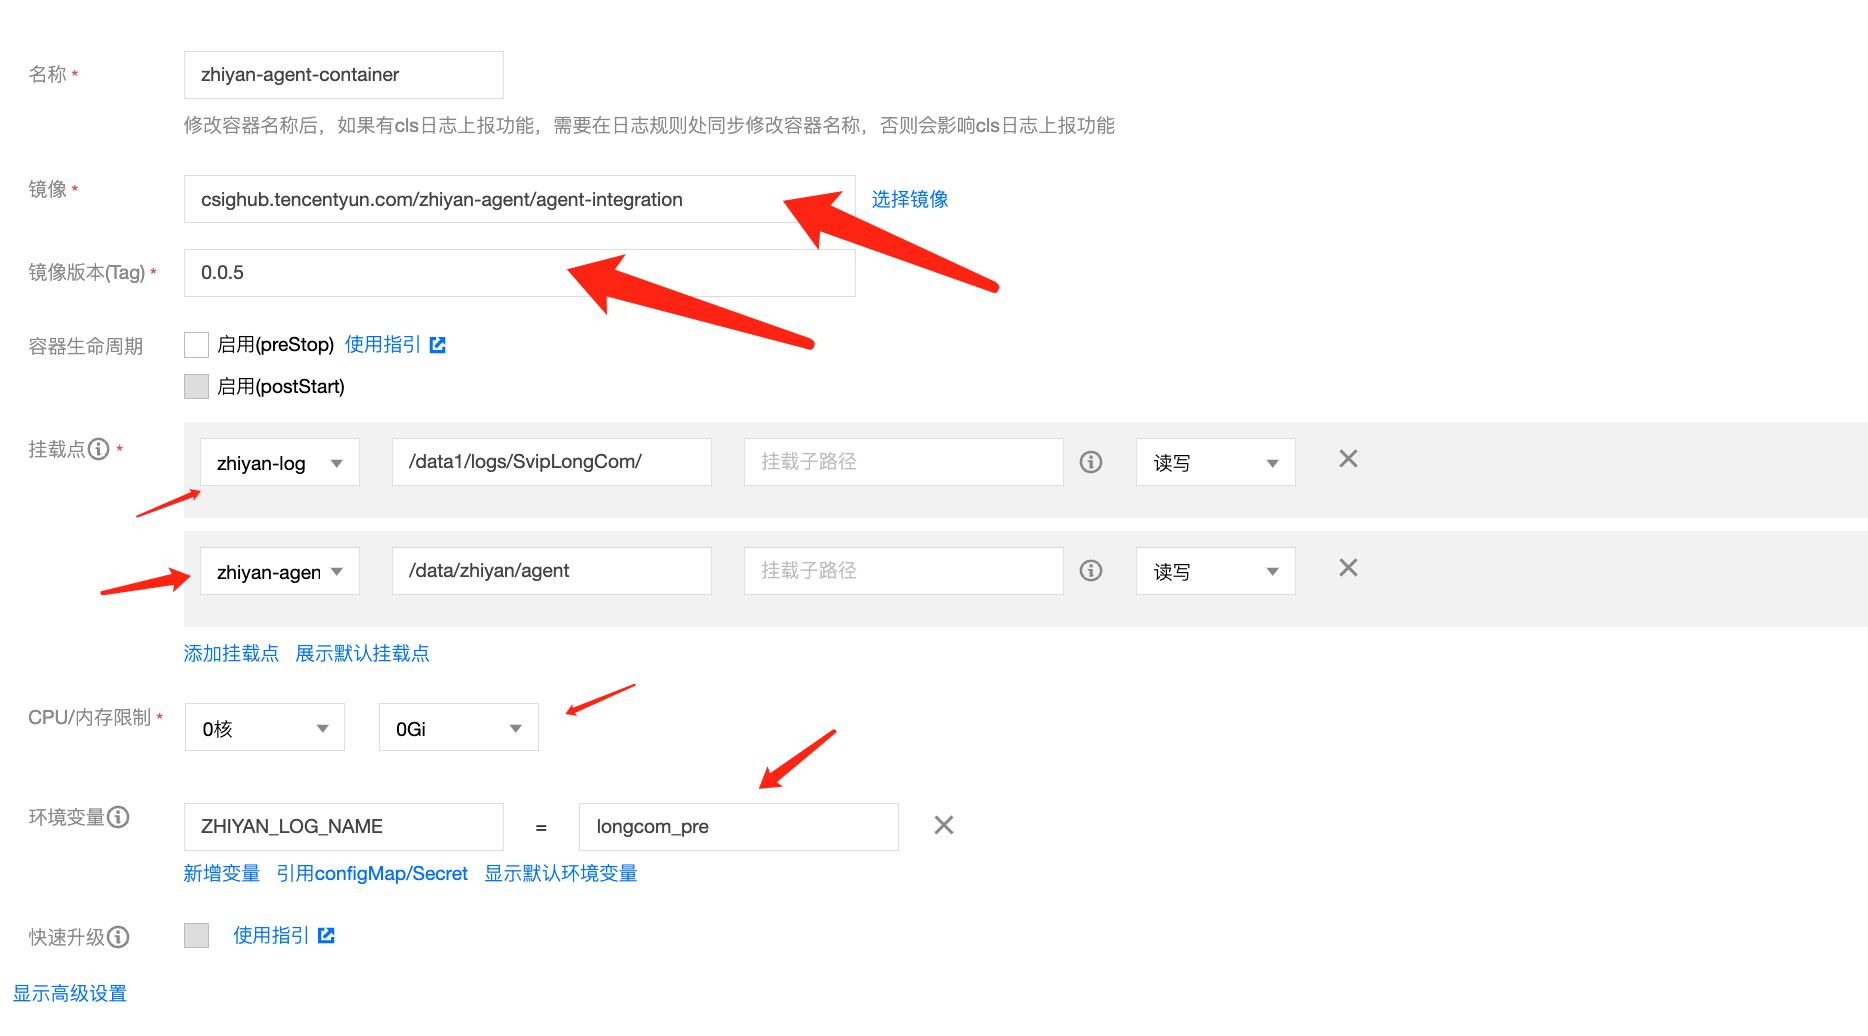 名称 * zhiyan-agent-container
修改容器名称后，如果有cls日志上报功能，需要在日志规则处同步修改容器名称，否则会影响cls日志上报功能
镜像 * csighub.tencentyun.com/zhiyan-agent/agent-integration 选择镜像
镜像版本(Tag) * 0.0.5
容器生命周期 启用(preStop) 使用指引
启用(postStart)
挂载点 * zhiyan-log /data1/logs/SvipLongCom/ 挂载子路径 读写
zhiyan-agen /data/zhiyan/agent 挂载子路径 读写
添加挂载点 展示默认挂载点
CPU/内存限制 * 0核 0Gi
环境变量 ZHIYAN_LOG_NAME = longcom_pre
新增变量 引用configMap/Secret 显示默认环境变量
快速升级 使用指引
显示高级设置